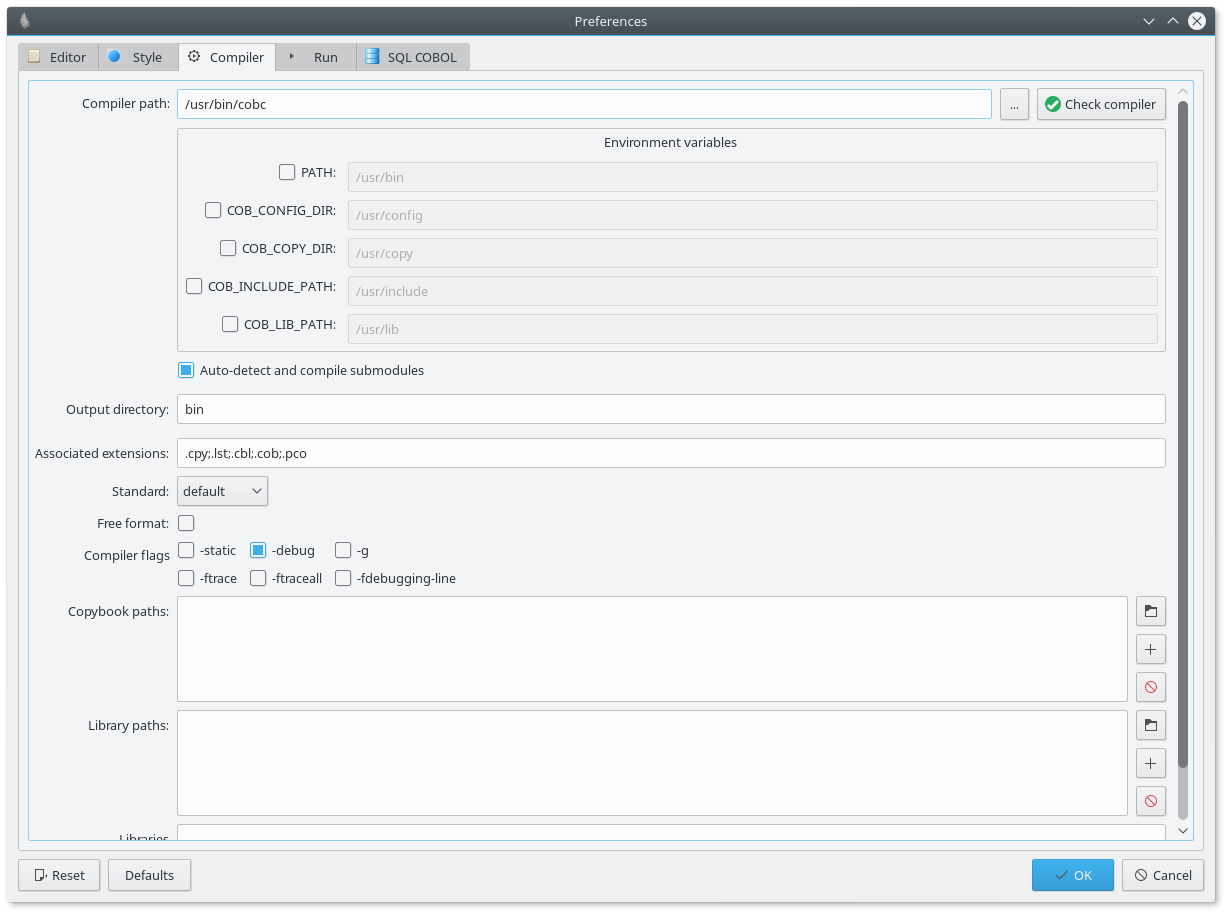 Preferences
Editor Style Compiler Run SQL COBOL
Compiler path: /usr/bin/cobc ... Check compiler
Environment variables
PATH: /usr/bin
COB_CONFIG_DIR: /usr/config
COB_COPY_DIR: /usr/copy
COB_INCLUDE_PATH: /usr/include
COB_LIB_PATH: /usr/lib
Auto-detect and compile submodules
Output directory: bin
Associated extensions: .cpy;.lst;.cbl;.cob;.pco
Standard: default
Free format:
Compiler flags -static -debug -g
-ftrace -ftraceall -fdebugging-line
Copybook paths:
Library paths:
Libraries
Reset Defaults OK Cancel